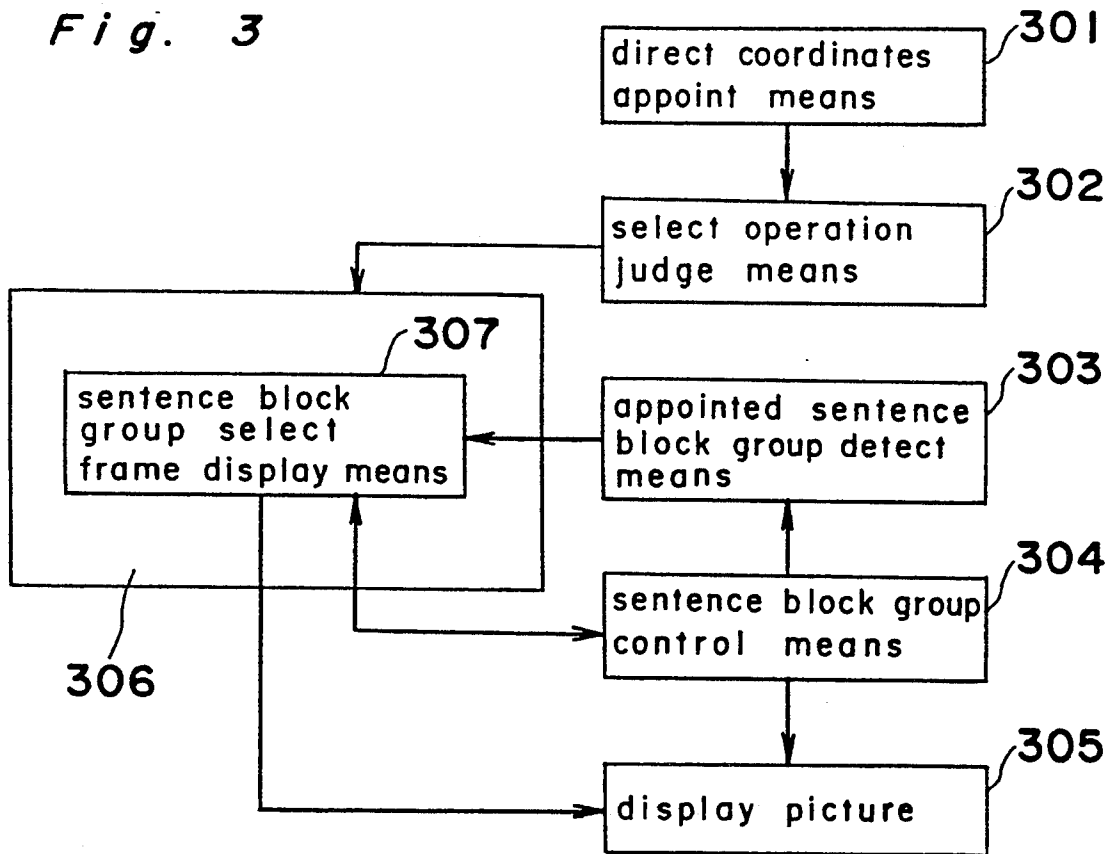 Fig. 3
301
direct coordinates
appoint means
302
select operation
judge means
307
sentence block
group select
frame display means
303
appointed sentence
block group detect
means
304
sentence block group
control means
306
305
display picture